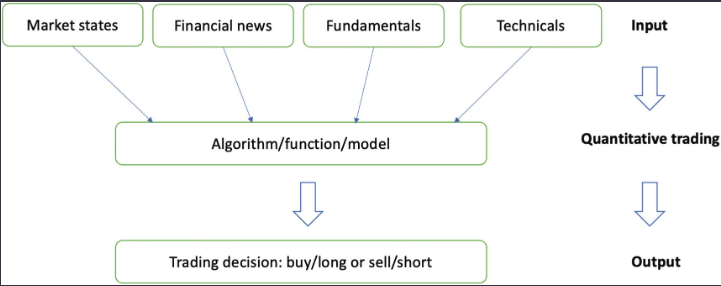 Market states
Financial news
Fundamentals
Technicals
Input
Algorithm/function/model
Quantitative trading
Trading decision: buy/long or sell/short
Output